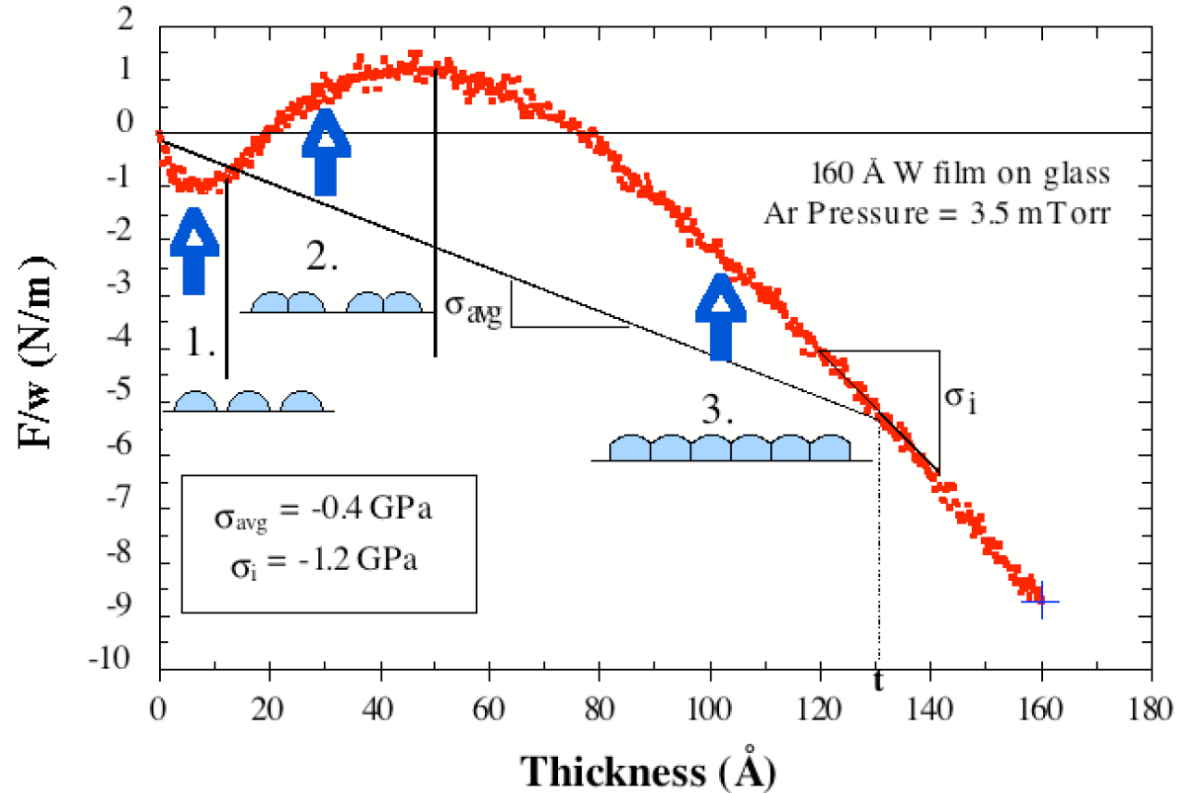 2
1
0
-1
-2
-3
-4
-5
-6
-7
-8
-9
-10
F/w (N/m)
160 Å W film on glass
Ar Pressure = 3.5 mTorr
1.
2.
3.
σavg
σi
σavg = -0.4 GPa
σi = -1.2 GPa
t
0 20 40 60 80 100 120 140 160 180
Thickness (Å)